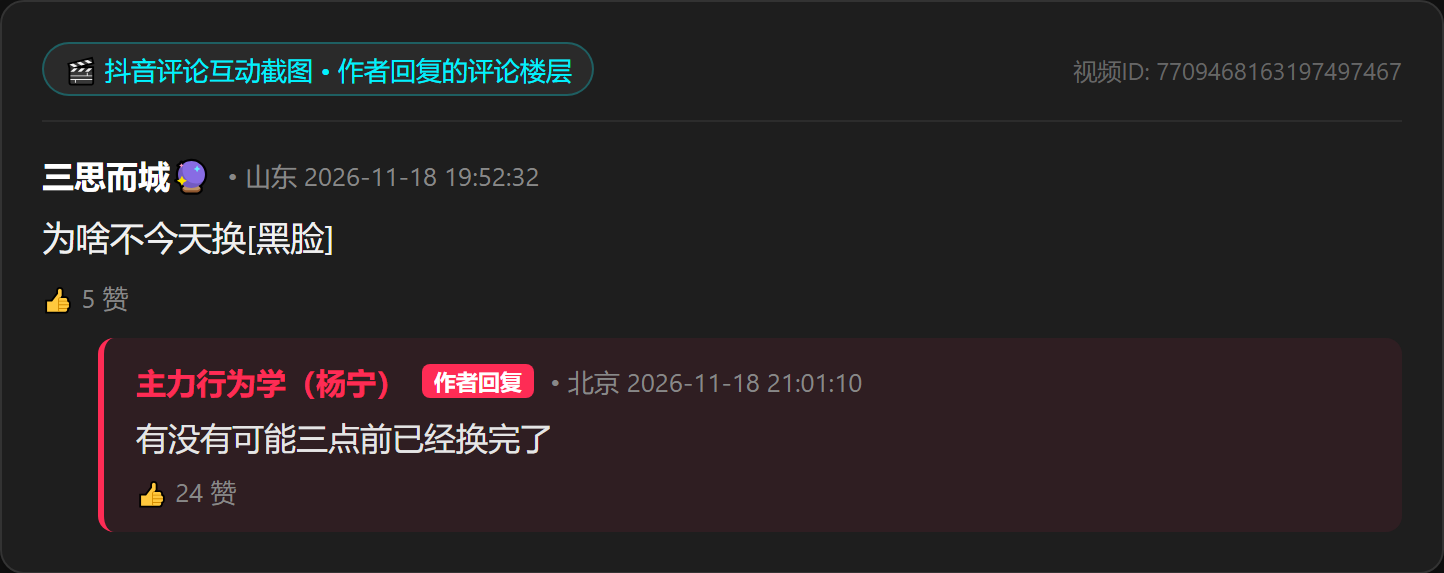 🎬 抖音评论互动截图 • 作者回复的评论楼层
视频ID: 7709468163197497467
三思而城🔮 • 山东 2026-11-18 19:52:32
为啥不今天换[黑脸]
👍 5 赞
主力行为学（杨宁） 作者回复 • 北京 2026-11-18 21:01:10
有没有可能三点前已经换完了
👍 24 赞